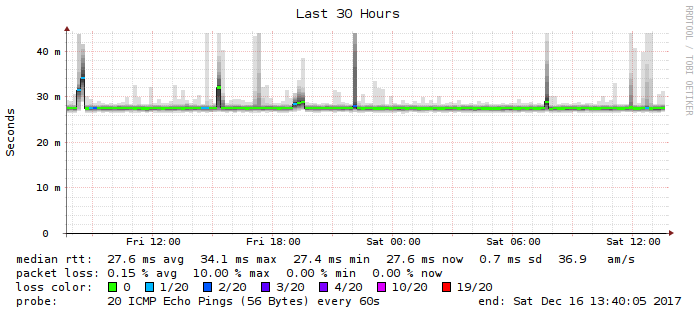 Last 30 Hours
RRDTOOL / TOBI OETIKER
Seconds
40 m
30 m
20 m
10 m
0
Fri 12:00 Fri 18:00 Sat 00:00 Sat 06:00 Sat 12:00
median rtt: 27.6 ms avg 34.1 ms max 27.4 ms min 27.6 ms now 0.7 ms sd 36.9 am/s
packet loss: 0.15 % avg 10.00 % max 0.00 % min 0.00 % now
loss color: 0 1/20 2/20 3/20 4/20 10/20 19/20
probe: 20 ICMP Echo Pings (56 Bytes) every 60s end: Sat Dec 16 13:40:05 2017